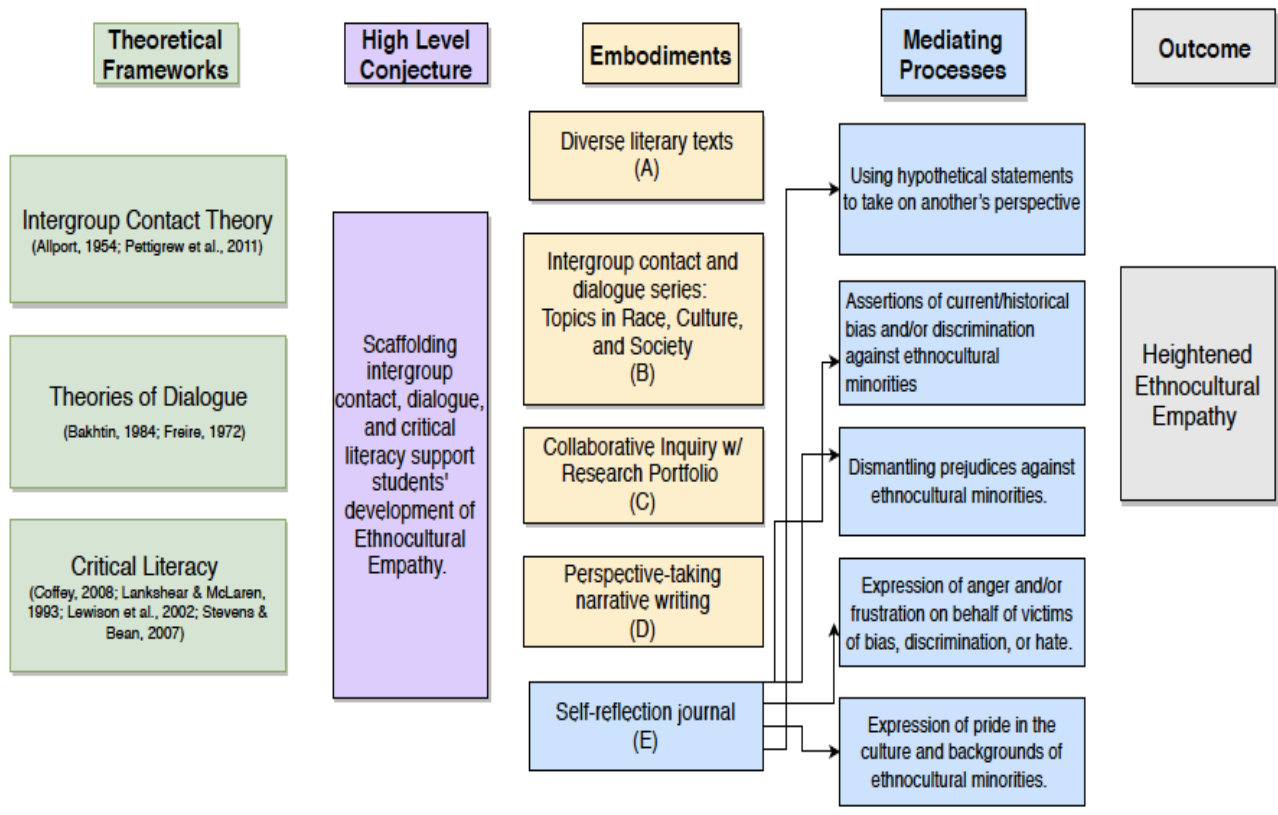 Theoretical
Frameworks
High Level
Conjecture
Embodiments
Mediating
Processes
Outcome
Intergroup Contact Theory
(Allport, 1954; Pettigrew et al., 2011)
Theories of Dialogue
(Bakhtin, 1984; Freire, 1972)
Critical Literacy
(Coffey, 2008; Lankshear & McLaren,
1993; Lewison et al., 2002; Stevens &
Bean, 2007)
Scaffolding
intergroup
contact, dialogue,
and critical
literacy support
students'
development of
Ethnocultural
Empathy.
Diverse literary texts
(A)
Intergroup contact and
dialogue series:
Topics in Race, Culture,
and Society
(B)
Collaborative Inquiry w/
Research Portfolio
(C)
Perspective-taking
narrative writing
(D)
Self-reflection journal
(E)
Using hypothetical statements
to take on another's perspective
Assertions of current/historical
bias and/or discrimination
against ethnocultural
minorities
Dismantling prejudices against
ethnocultural minorities.
Expression of anger and/or
frustration on behalf of victims
of bias, discrimination, or hate.
Expression of pride in the
culture and backgrounds of
ethnocultural minorities.
Heightened
Ethnocultural
Empathy